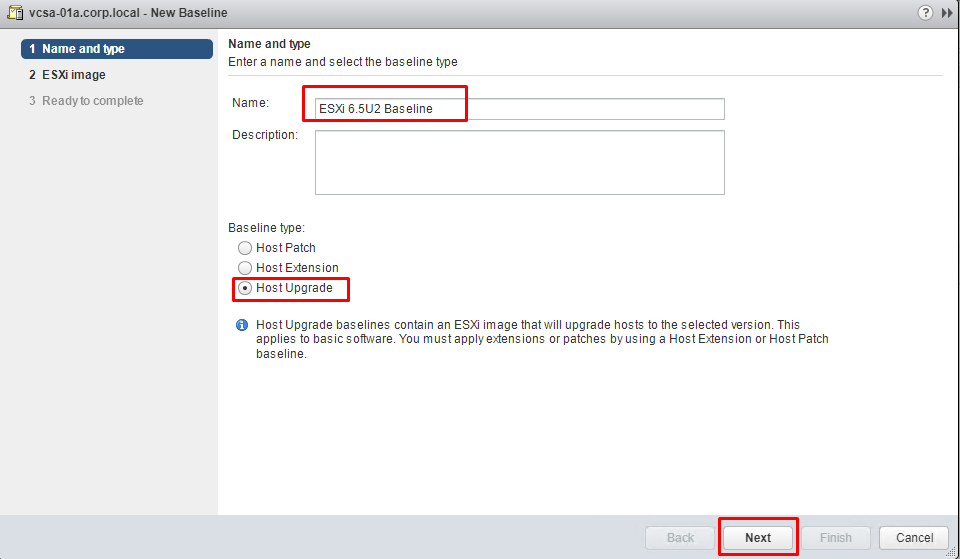 vcsa-01a.corp.local - New Baseline
?
1 Name and type
2 ESXi image
3 Ready to complete
Name and type
Enter a name and select the baseline type
Name:
ESXi 6.5U2 Baseline
Description:
Baseline type:
Host Patch
Host Extension
Host Upgrade
Host Upgrade baselines contain an ESXi image that will upgrade hosts to the selected version. This
applies to basic software. You must apply extensions or patches by using a Host Extension or Host Patch
baseline.
Back
Next
Finish
Cancel